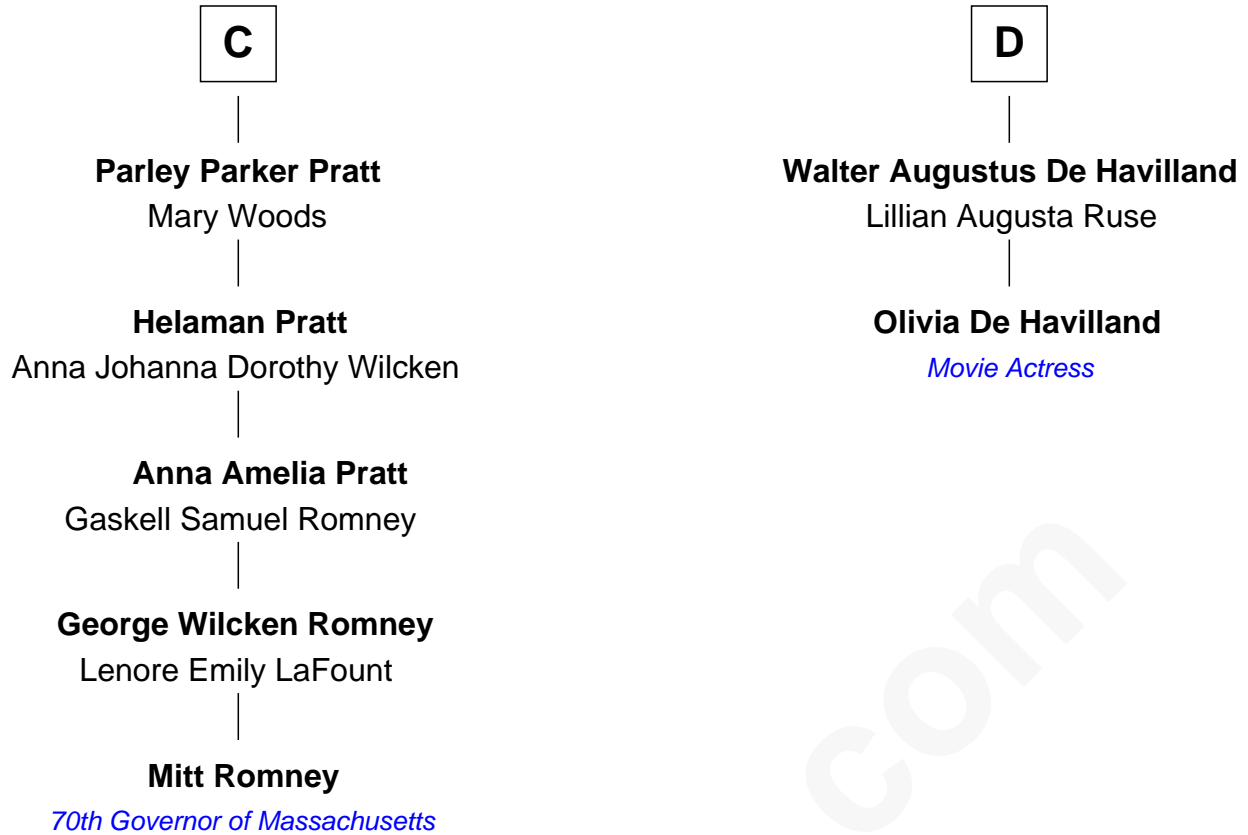 C
Parley Parker Pratt
Mary Woods
Helaman Pratt
Anna Johanna Dorothy Wilcken
Anna Amelia Pratt
Gaskell Samuel Romney
George Wilcken Romney
Lenore Emily LaFount
Mitt Romney
70th Governor of Massachusetts
D
Walter Augustus De Havilland
Lillian Augusta Ruse
Olivia De Havilland
Movie Actress
com